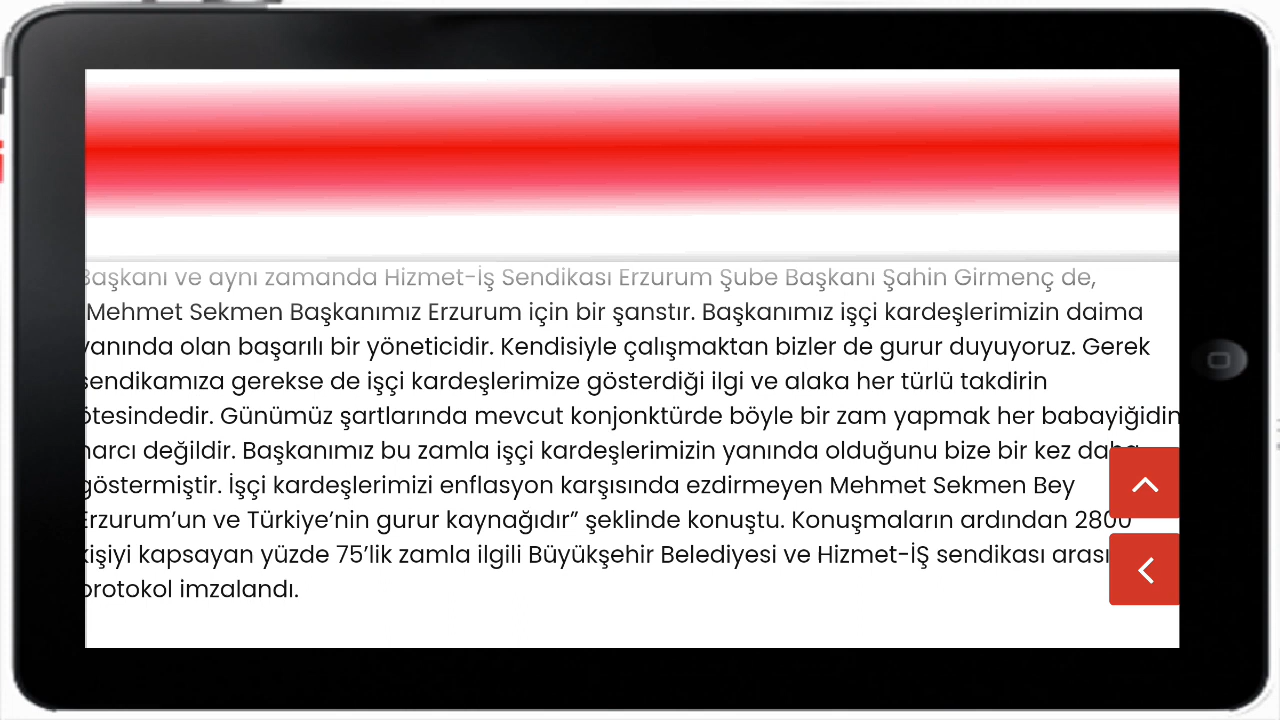 Başkanı ve aynı zamanda Hizmet-İş Sendikası Erzurum Şube Başkanı Şahin Girmenç de,
Mehmet Sekmen Başkanımız Erzurum için bir şanstır. Başkanımız işçi kardeşlerimizin daima
yanında olan başarılı bir yöneticidir. Kendisiyle çalışmaktan bizler de gurur duyuyoruz. Gerek
sendikamıza gerekse de işçi kardeşlerimize gösterdiği ilgi ve alaka her türlü takdirin
ötesindedir. Günümüz şartlarında mevcut konjonktürde böyle bir zam yapmak her babayiğidin
harcı değildir. Başkanımız bu zamla işçi kardeşlerimizin yanında olduğunu bize bir kez daha
göstermiştir. İşçi kardeşlerimizi enflasyon karşısında ezdirmeyen Mehmet Sekmen Bey
Erzurum’un ve Türkiye’nin gurur kaynağıdır” şeklinde konuştu. Konuşmaların ardından 2800
kişiyi kapsayan yüzde 75’lik zamla ilgili Büyükşehir Belediyesi ve Hizmet-İŞ sendikası arası
protokol imzalandı.